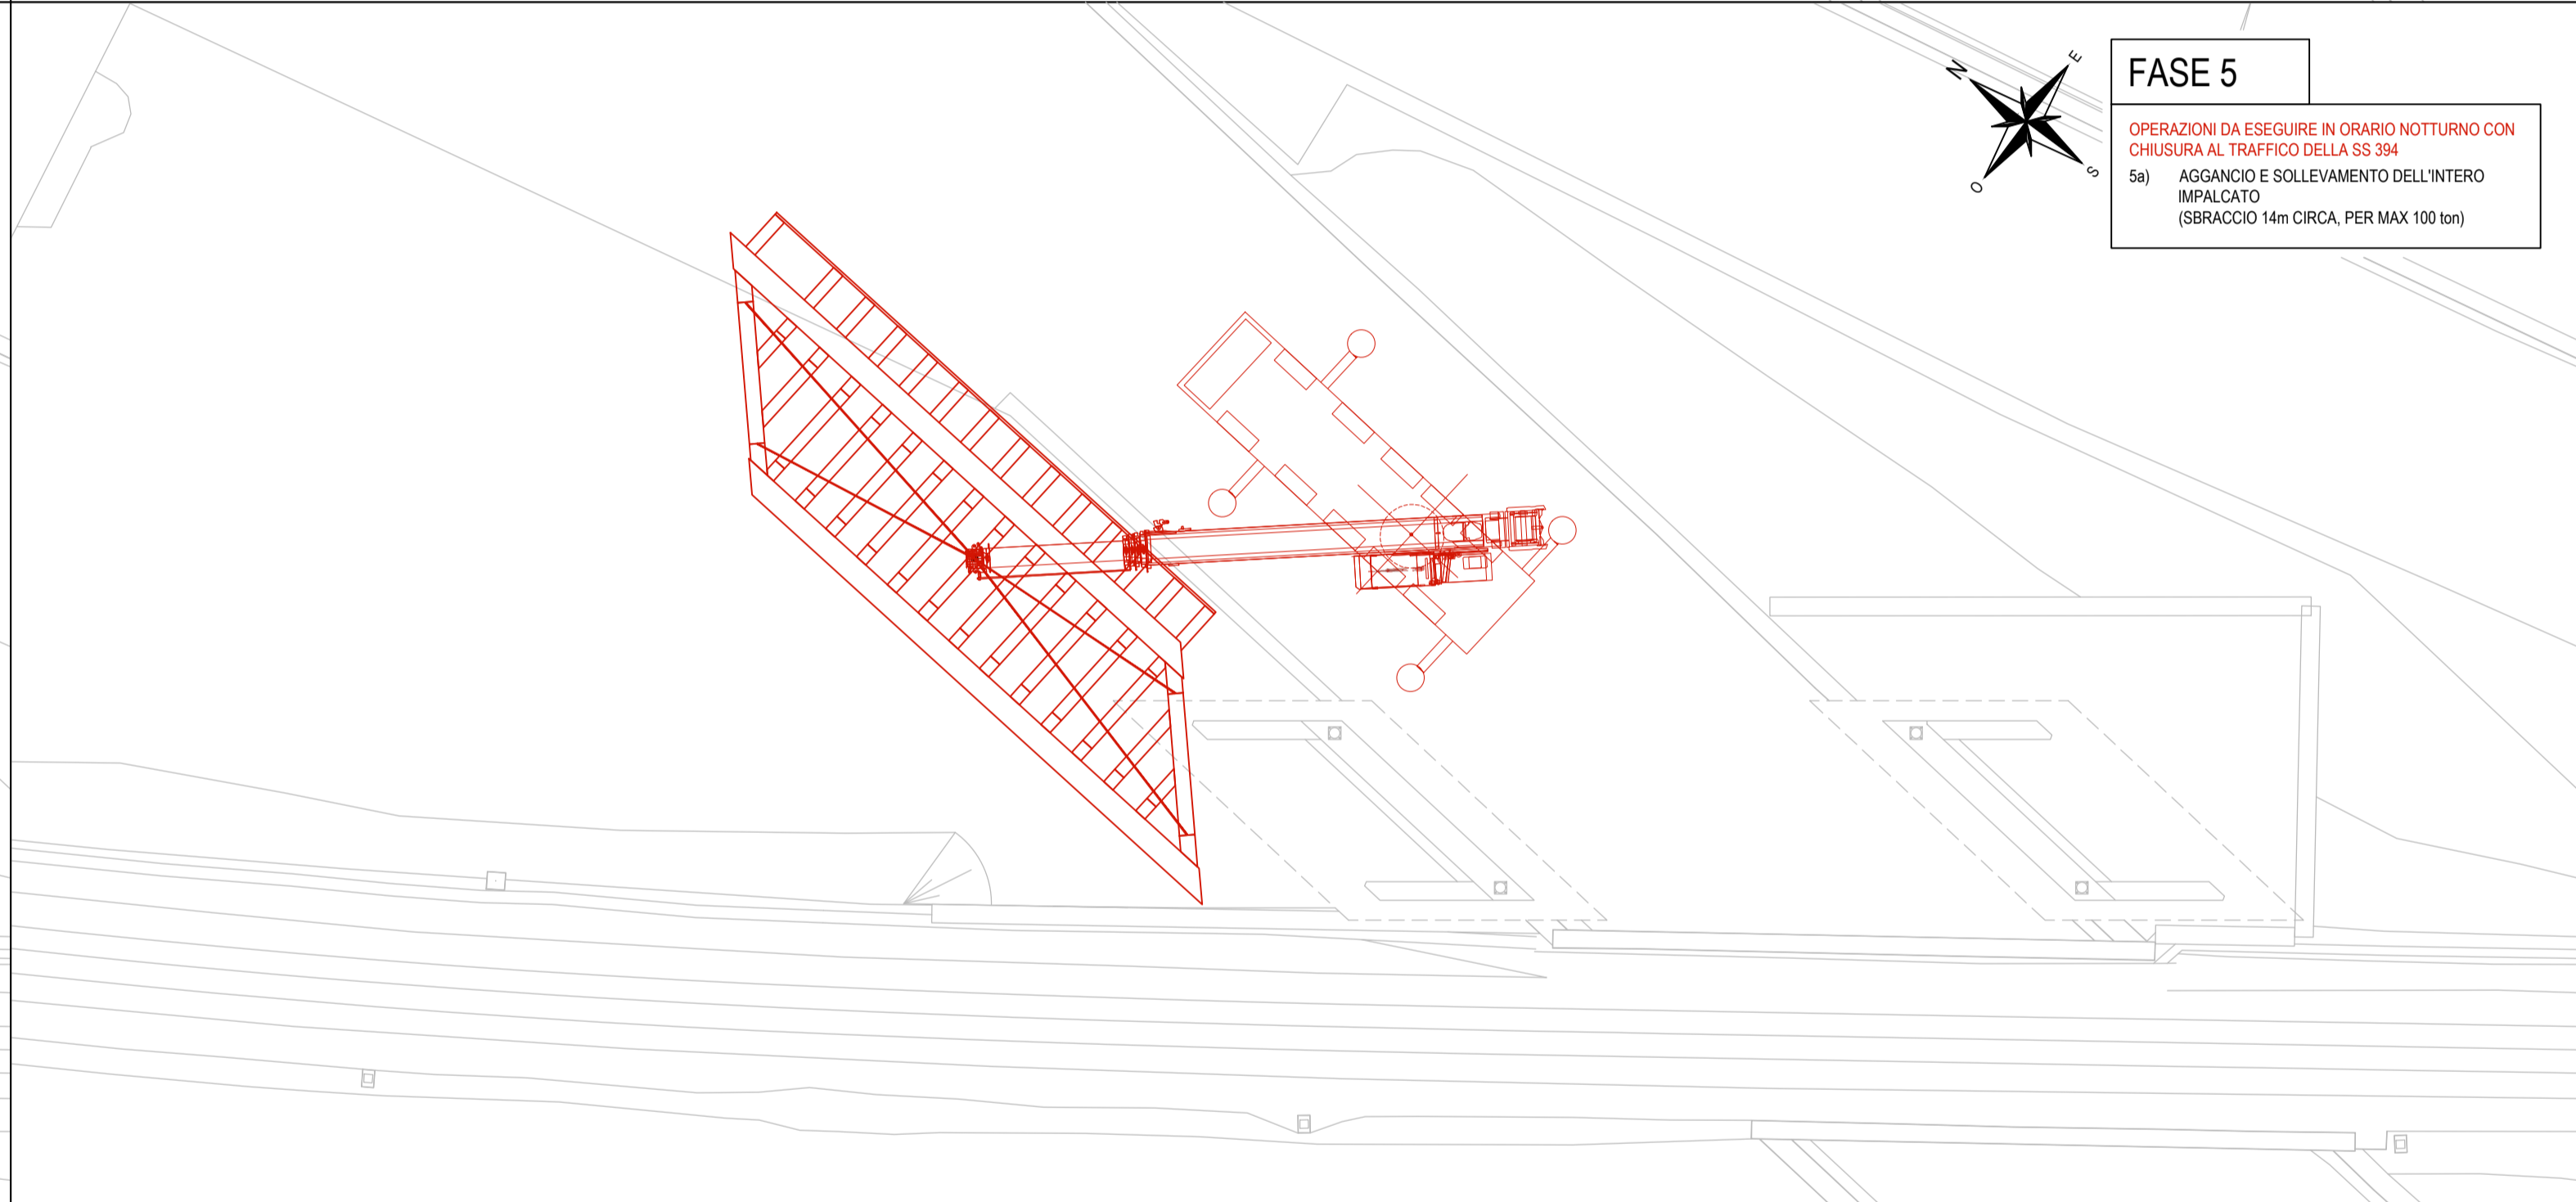 N
E
O
S
FASE 5
OPERAZIONI DA ESEGUIRE IN ORARIO NOTTURNO CON
CHIUSURA AL TRAFFICO DELLA SS 394
5a) AGGANCIO E SOLLEVAMENTO DELL'INTERO
IMPALCATO
(SBRACCIO 14m CIRCA, PER MAX 100 ton)